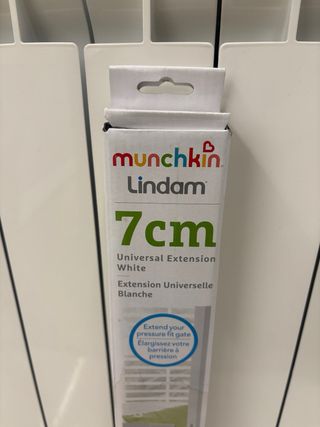 munchkin
Lindam
7cm
Universal Extension
White
Extension Universelle
Blanche
Extend your
pressure fit gate
Élargissez votre
barrière à
pression